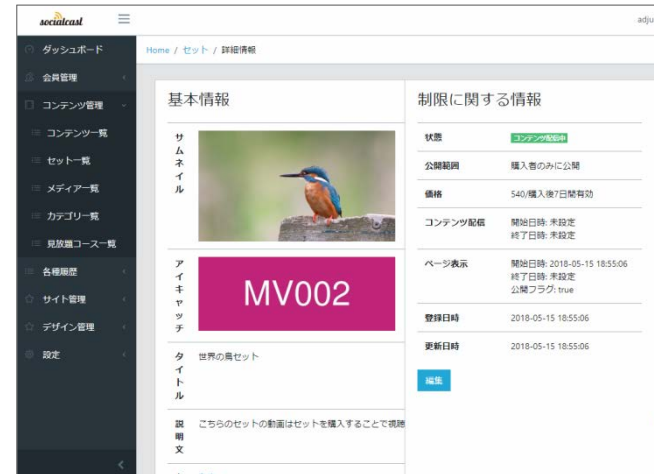 socialcast
adju
ダッシュボード
Home / セット / 詳細情報
会員管理
コンテンツ管理
コンテンツ一覧
セット一覧
メディアー覧
カテゴリ一覧
見放題コース一覧
各種履歴
サイト管理
デザイン管理
設定
基本情報
サムネイル
アイキャッチ
MV002
タイトル
世界の鳥セット
説明文
こちらのセットの動画はセットを購入することで視聴
制限に関する情報
状態
コンテンツ配信中
公開範囲
購入者のみに公開
価格
540/購入後7日間有効
コンテンツ配信
開始日時: 未設定
終了日時: 未設定
ページ表示
開始日時: 2018-05-15 18:55:06
終了日時: 未設定
公開フラグ: true
登録日時
2018-05-15 18:55:06
更新日時
2018-05-15 18:55:06
編集